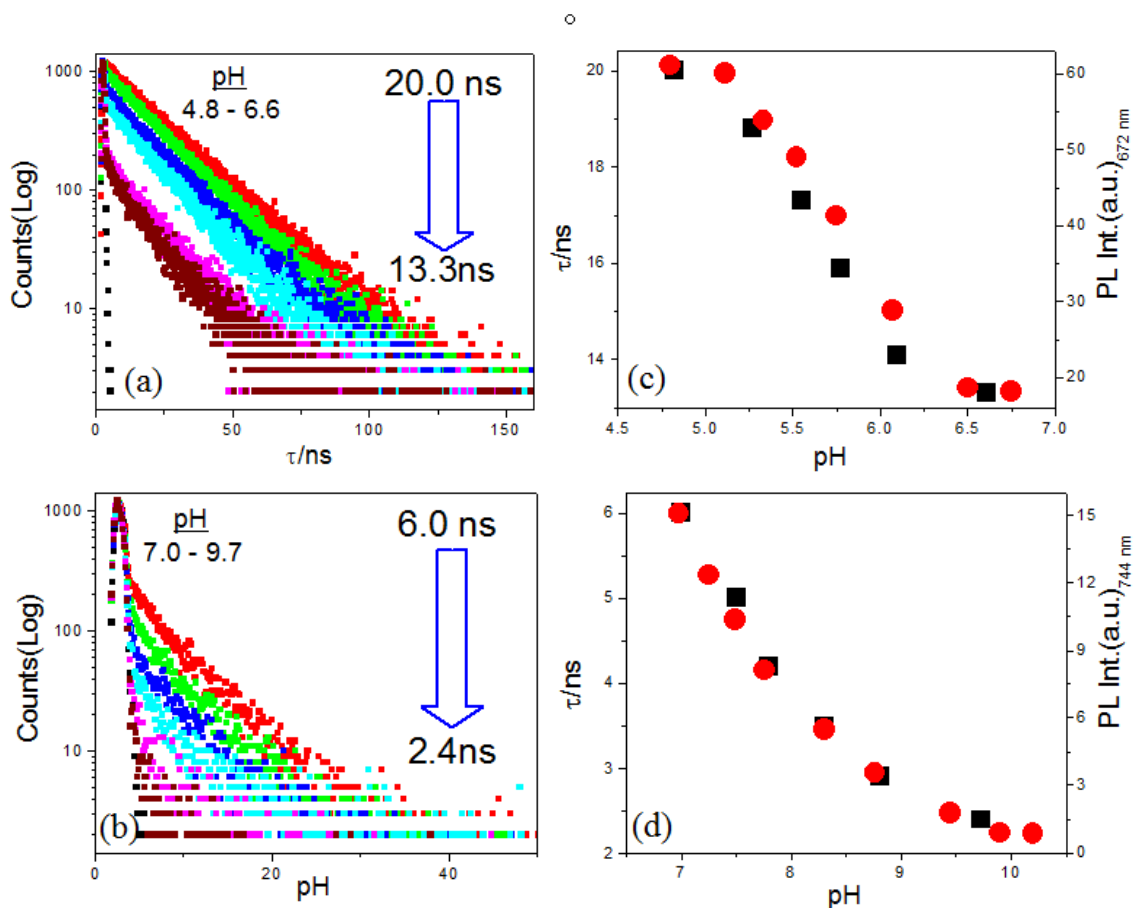 pH
4.8 - 6.6
20.0 ns
13.3ns
(a)
Counts(Log)
1000
100
10
0
50
100
150
τ/ns
(c)
τ/ns
20
18
16
14
4.5
5.0
5.5
6.0
6.5
7.0
pH
60
50
40
30
20
PL Int.(a.u.)672 nm
pH
7.0 - 9.7
6.0 ns
2.4ns
(b)
Counts(Log)
1000
100
10
0
20
40
pH
(d)
τ/ns
6
5
4
3
2
7
8
9
10
pH
15
12
9
6
3
0
PL Int.(a.u.)744 nm